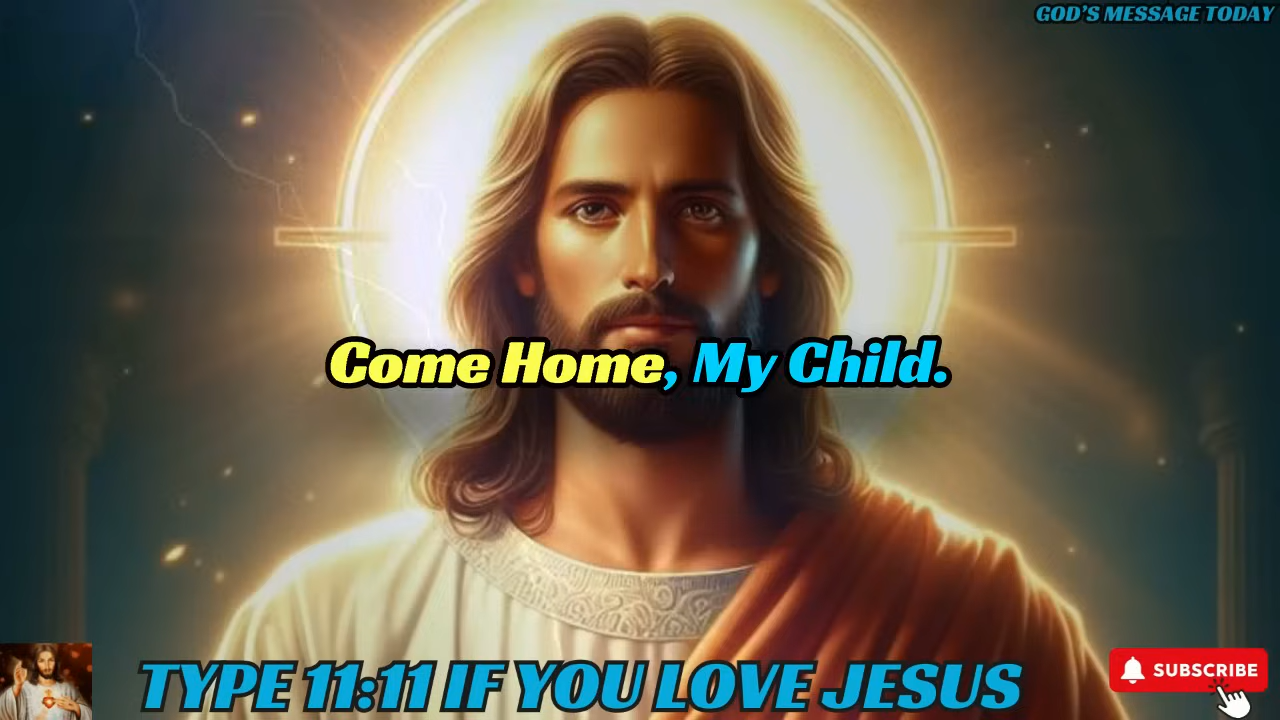 GOD'S MESSAGE TODAY
Come Home, My Child.
TYPE 11:11 IF YOU LOVE JESUS
SUBSCRIBE